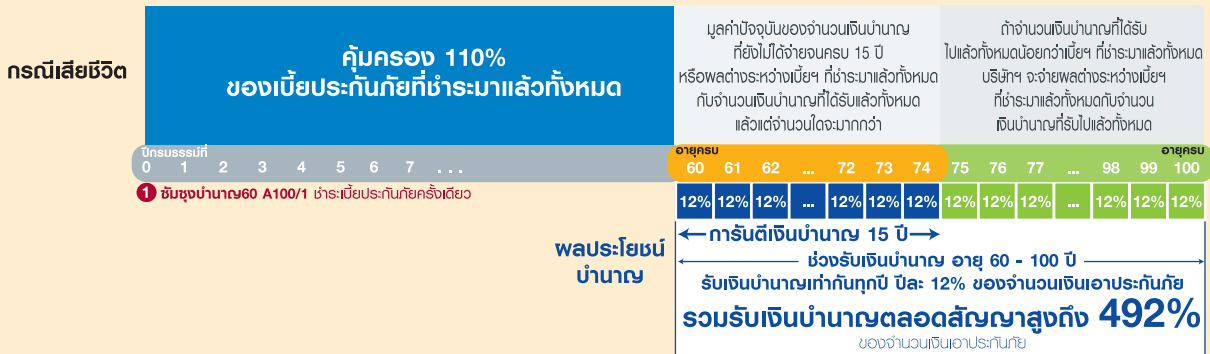 กรณีเสียชีวิต
คุ้มครอง 110%
ของเบี้ยประกันภัยที่ชำระมาแล้วทั้งหมด
มูลค่าปัจจุบันของจำนวนเงินบำนาญ
ที่ยังไม่ได้จ่ายจนครบ 15 ปี
หรือผลต่างระหว่างเบี้ยฯ ที่ชำระมาแล้วทั้งหมด
กับจำนวนเงินบำนาญที่ได้รับแล้วทั้งหมด
แล้วแต่จำนวนใดจะมากกว่า
ถ้าจำนวนเงินบำนาญที่ได้รับ
ไปแล้วทั้งหมดน้อยกว่าเบี้ยฯ ที่ชำระมาแล้วทั้งหมด
บริษัทฯ จะจ่ายผลต่างระหว่างเบี้ยฯ
ที่ชำระมาแล้วทั้งหมดกับจำนวน
เงินบำนาญที่รับไปแล้วทั้งหมด
ปีกรมธรรม์ที่
0 1 2 3 4 5 6 7 ...
อายุครบ อายุครบ
60 61 62 ... 72 73 74 75 76 77 ... 98 99 100
1 ซัมซุงบำนาญ60 A100/1 ชำระเบี้ยประกันภัยครั้งเดียว
12% 12% 12% ... 12% 12% 12% 12% 12% 12% ... 12% 12% 12%
ผลประโยชน์
บำนาญ
การันตีเงินบำนาญ 15 ปี
ช่วงรับเงินบำนาญ อายุ 60 - 100 ปี
รับเงินบำนาญเท่ากันทุกปี ปีละ 12% ของจำนวนเงินเอาประกันภัย
รวมรับเงินบำนาญตลอดสัญญาสูงถึง 492%
ของจำนวนเงินเอาประกันภัย